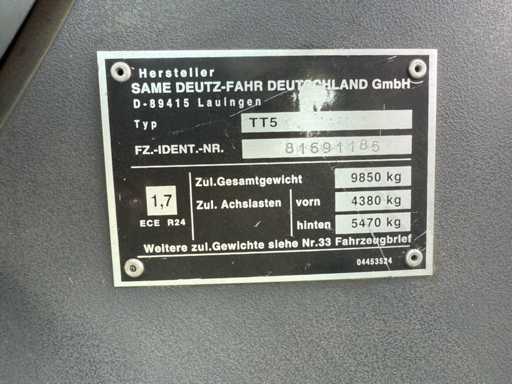 Hersteller
SAME DEUTZ-FAHR DEUTSCHLAND GmbH
D-89415 Lauingen
Typ TT5
FZ.-IDENT.-NR. 81691186
1,7
ECE R24
Zul.Gesamtgewicht 9850 kg
Zul. Achslasten vorn 4380 kg
hinten 5470 kg
Weitere zul.Gewichte siehe Nr.33 Fahrzeugbrief
04453524